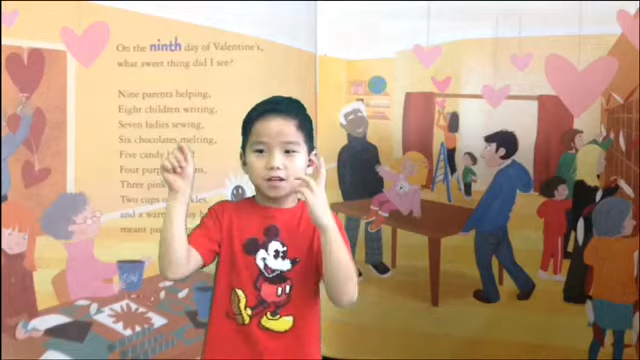 On the ninth day of Valentine's,
what sweet thing did I see?
Nine parents helping,
Eight children writing,
Seven ladies sewing,
Six chocolates melting,
Five candy
Four purp
Three pin
Two cups o
and a warm
meant